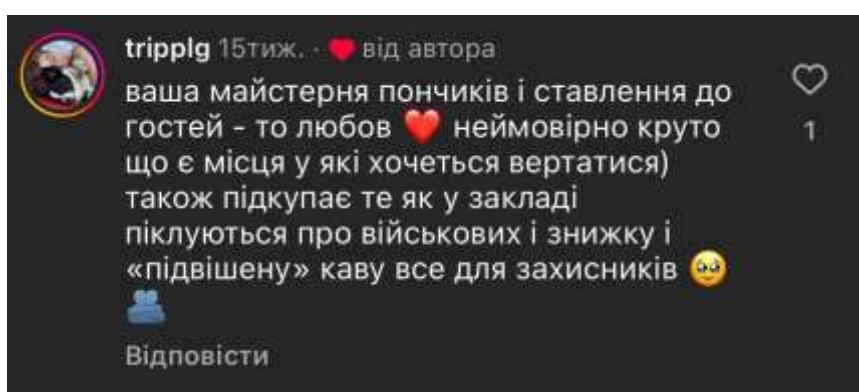 tripplg 15тиж. · ❤️ від автора
ваша майстерня пончиків і ставлення до
гостей - то любов ❤️ неймовірно круто
що є місця у які хочеться вертатися)
також підкупає те як у закладі
піклуються про військових і знижку і
«підвішену» каву все для захисників 🥹
🫂
1
Відповісти